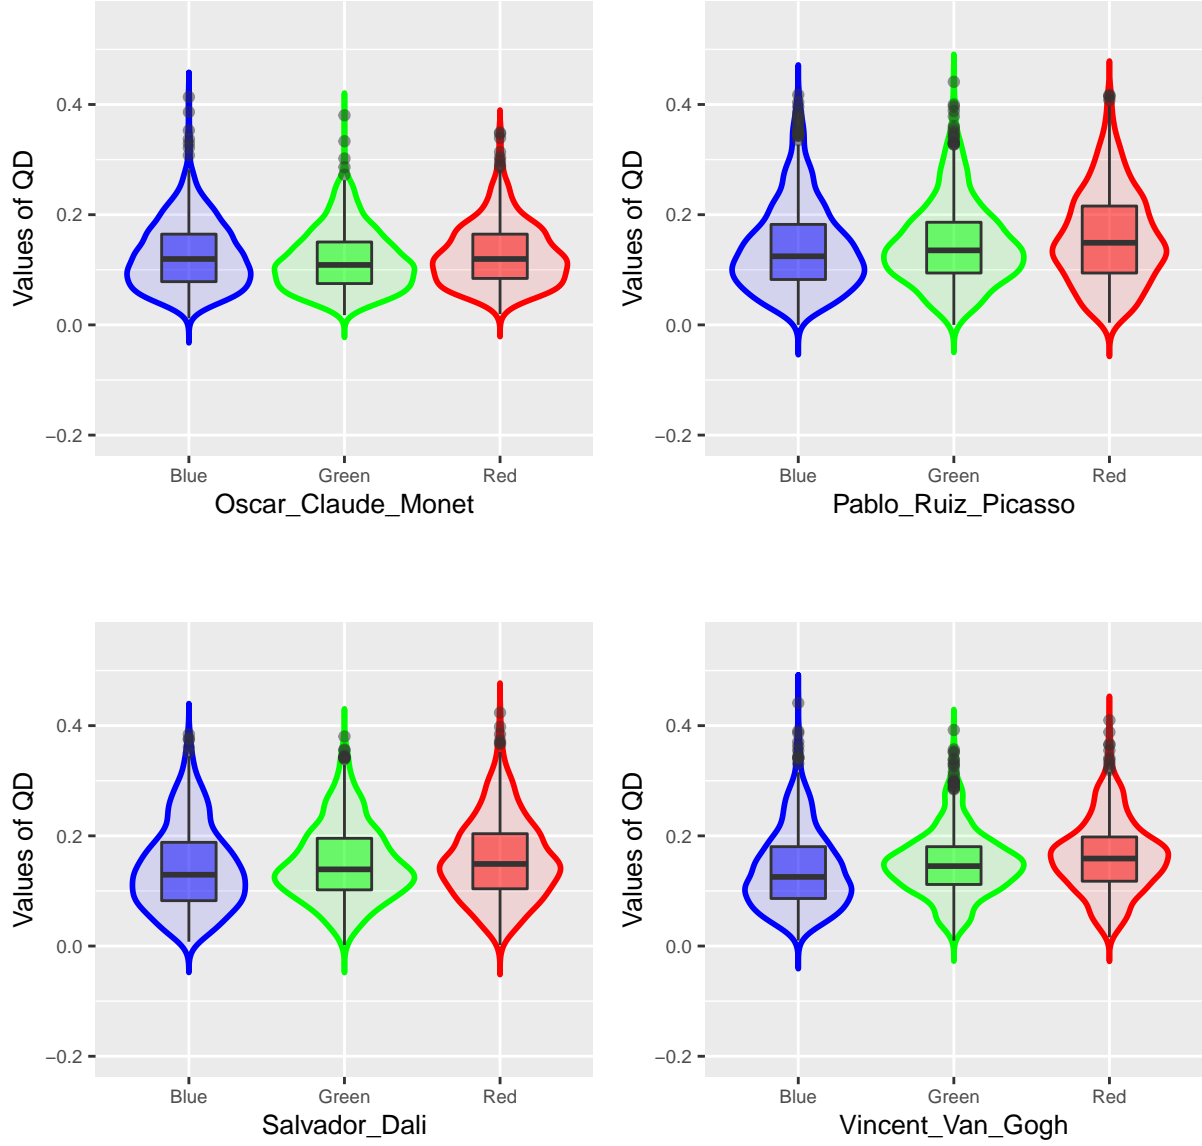 Values of QD
0.4
0.2
0.0
−0.2
Blue Green Red
Oscar_Claude_Monet
Values of QD
0.4
0.2
0.0
−0.2
Blue Green Red
Pablo_Ruiz_Picasso
Values of QD
0.4
0.2
0.0
−0.2
Blue Green Red
Salvador_Dali
Values of QD
0.4
0.2
0.0
−0.2
Blue Green Red
Vincent_Van_Gogh